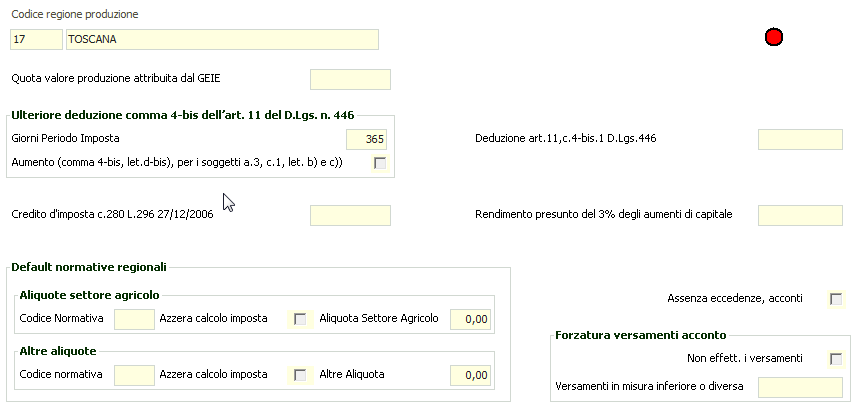 Codice regione produzione
17 TOSCANA
Quota valore produzione attribuita dal GEIE
Ulteriore deduzione comma 4-bis dell'art. 11 del D.Lgs. n. 446
Giorni Periodo Imposta 365 Deduzione art.11,c.4-bis.1 D.Lgs.446
Aumento (comma 4-bis, let.d-bis), per i soggetti a.3, c.1, let. b) e c))
Credito d'imposta c.280 L.296 27/12/2006 Rendimento presunto del 3% degli aumenti di capitale
Default normative regionali
Aliquote settore agricolo
Codice Normativa Azzera calcolo imposta Aliquota Settore Agricolo 0,00
Altre aliquote
Codice normativa Azzera calcolo imposta Altre Aliquota 0,00
Assenza eccedenze, acconti
Forzatura versamenti acconto
Non effett. i versamenti
Versamenti in misura inferiore o diversa